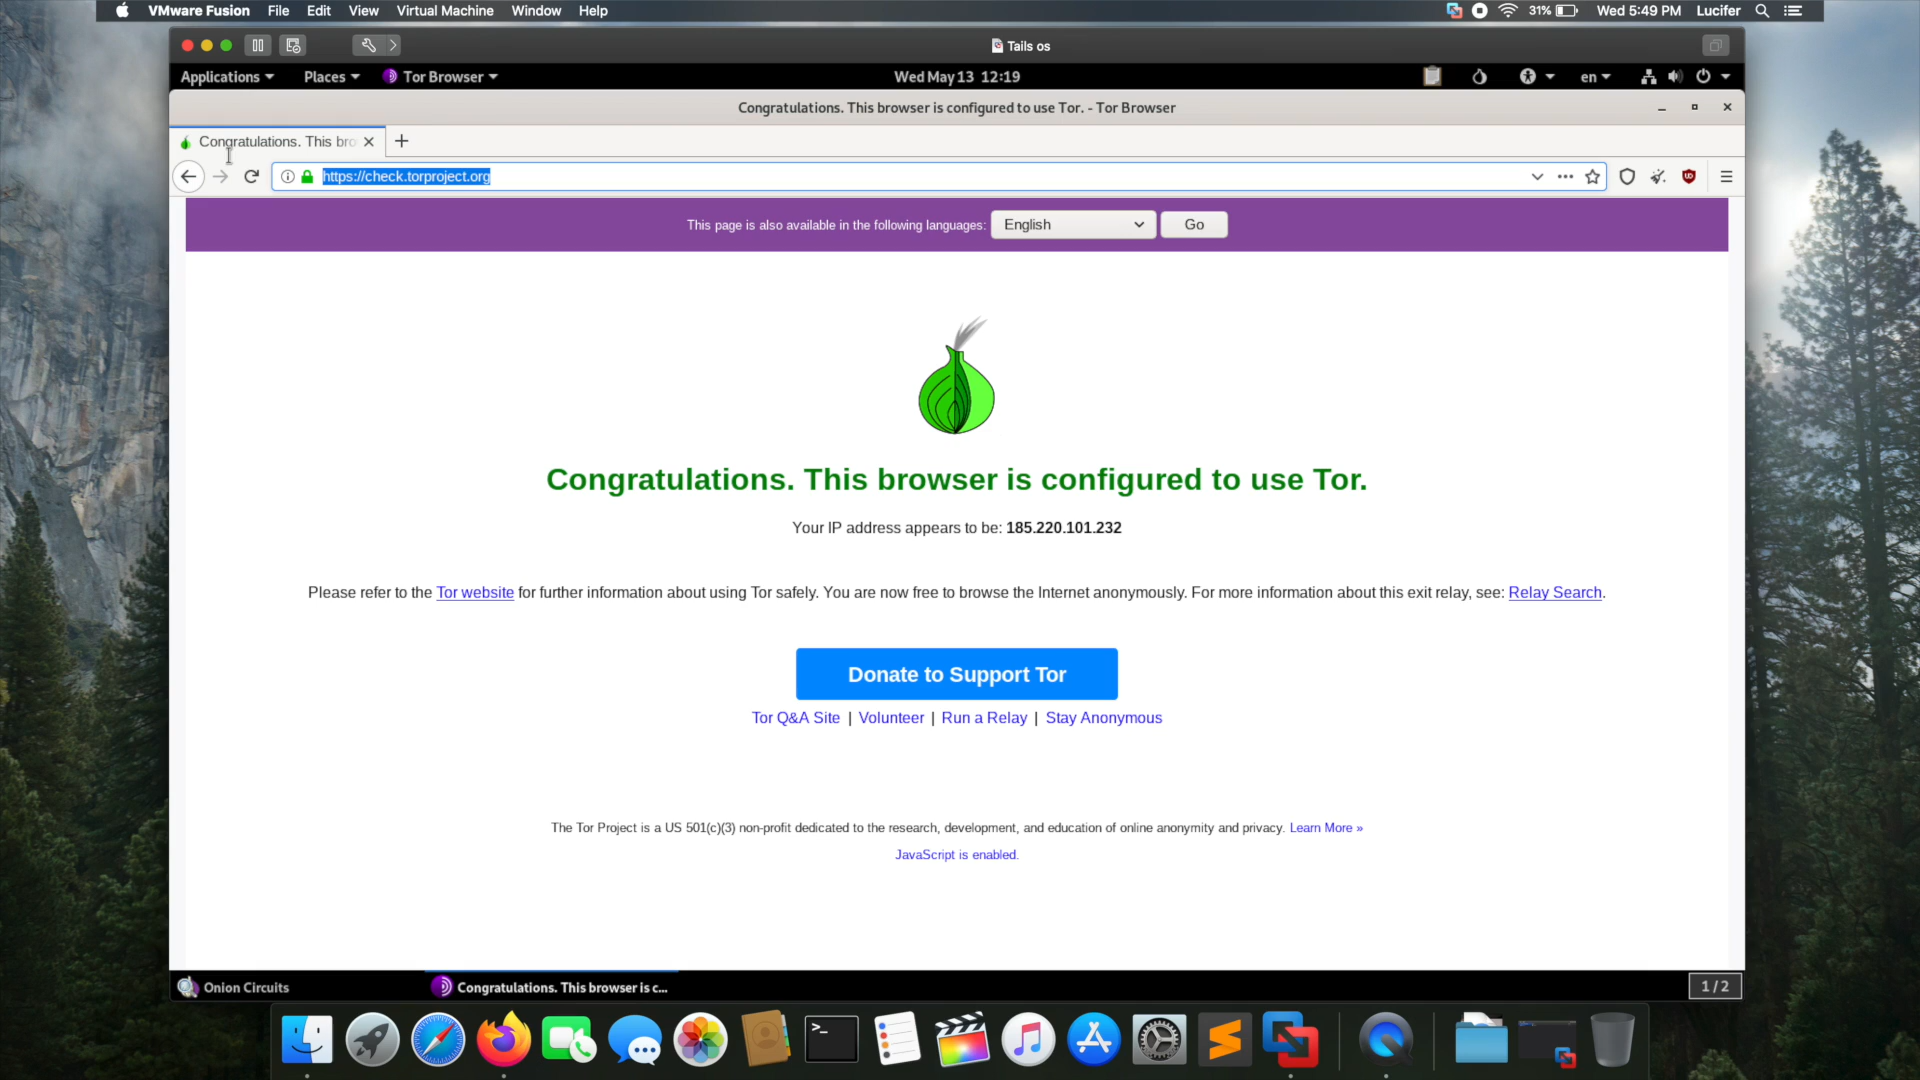 VMware Fusion File Edit View Virtual Machine Window Help 31% Wed 5:49 PM Lucifer
Tails os
Applications Places Tor Browser Wed May 13 12:19 en
Congratulations. This browser is configured to use Tor. - Tor Browser
Congratulations. This bro
https://check.torproject.org
This page is also available in the following languages: English Go
Congratulations. This browser is configured to use Tor.
Your IP address appears to be: 185.220.101.232
Please refer to the Tor website for further information about using Tor safely. You are now free to browse the Internet anonymously. For more information about this exit relay, see: Relay Search.
Donate to Support Tor
Tor Q&A Site | Volunteer | Run a Relay | Stay Anonymous
The Tor Project is a US 501(c)(3) non-profit dedicated to the research, development, and education of online anonymity and privacy. Learn More »
JavaScript is enabled.
Onion Circuits Congratulations. This browser is c... 1 / 2